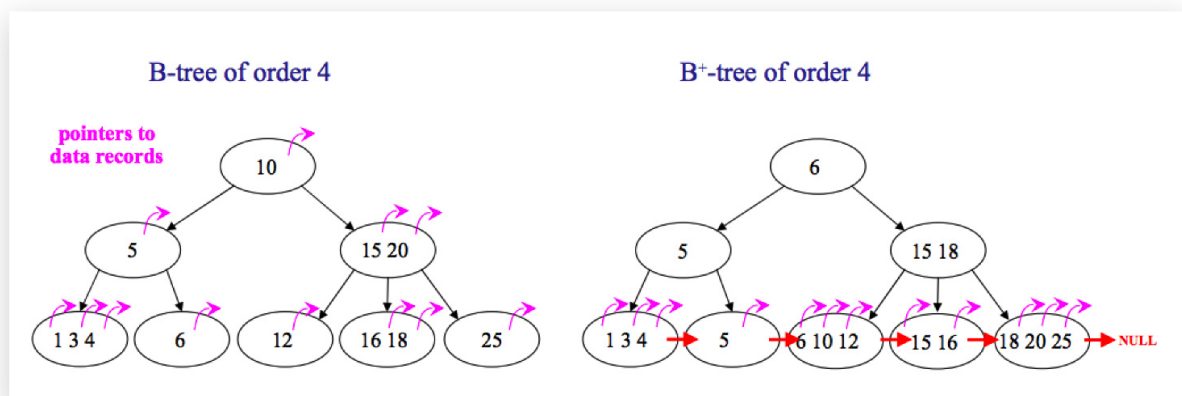 B-tree of order 4
B+-tree of order 4
pointers to
data records
10
5
15 20
1 3 4
6
12
16 18
25
6
5
15 18
1 3 4
5
6 10 12
15 16
18 20 25
NULL